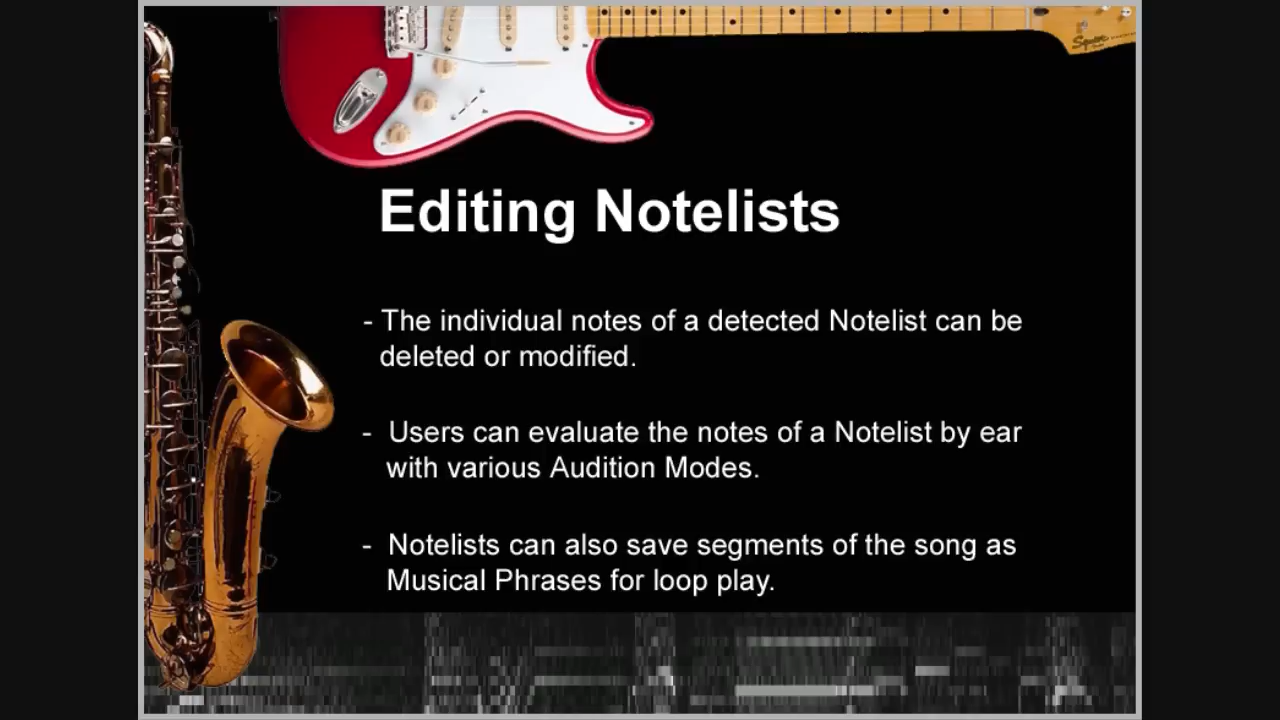 Squier
Editing Notelists
- The individual notes of a detected Notelist can be
deleted or modified.
- Users can evaluate the notes of a Notelist by ear
with various Audition Modes.
- Notelists can also save segments of the song as
Musical Phrases for loop play.